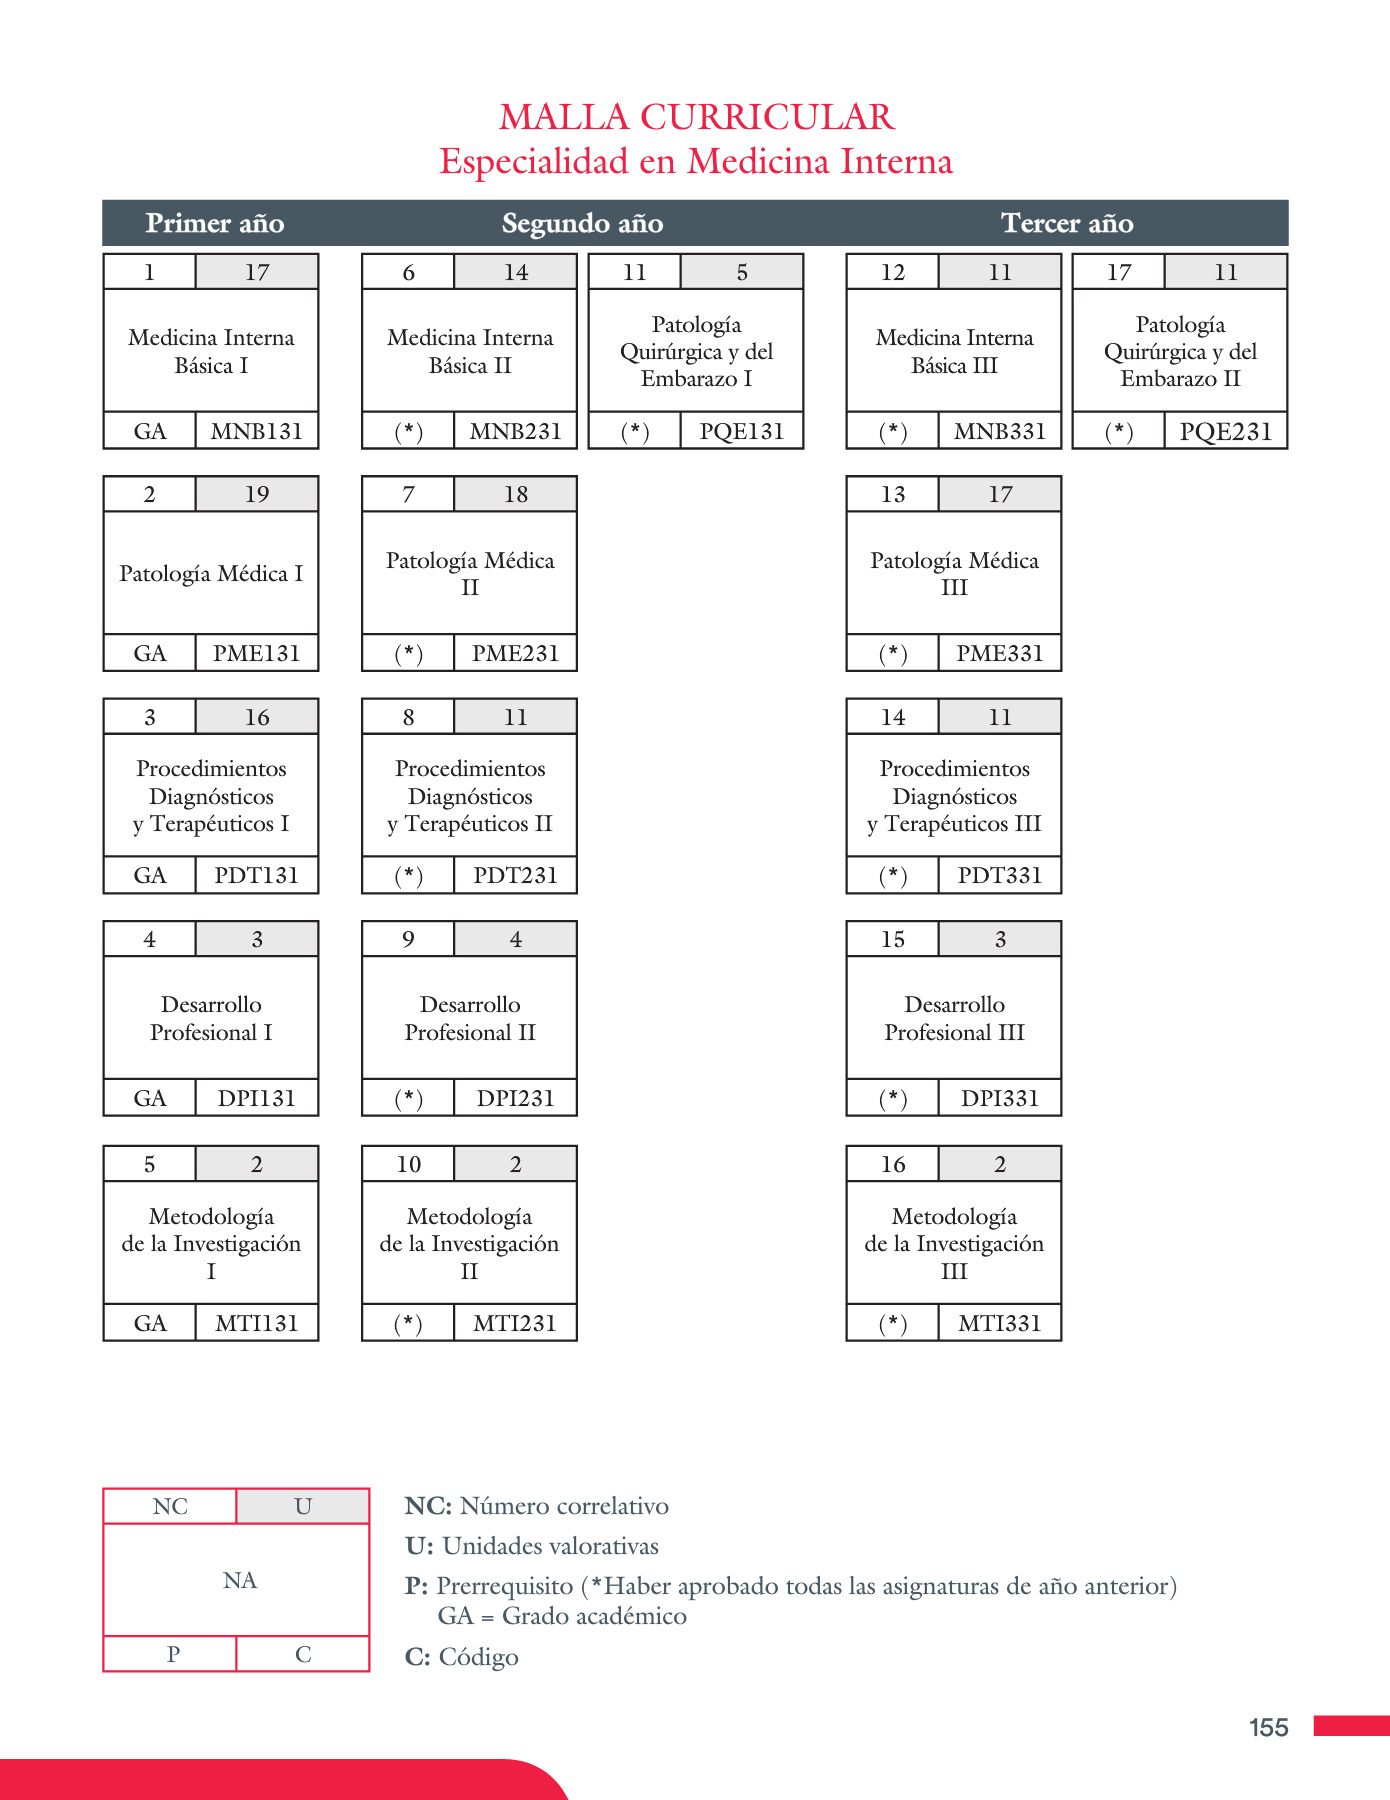 MALLA CURRICULAR
Especialidad en Medicina Interna
Primer año
Segundo año
Tercer año
1 17
Medicina Interna
Básica I
GA MNB131
6 14
Medicina Interna
Básica II
(*) MNB231
11 5
Patología
Quirúrgica y del
Embarazo I
(*) PQE131
12 11
Medicina Interna
Básica III
(*) MNB331
17 11
Patología
Quirúrgica y del
Embarazo II
(*) PQE231
2 19
Patología Médica I
GA PME131
7 18
Patología Médica
II
(*) PME231
13 17
Patología Médica
III
(*) PME331
3 16
Procedimientos
Diagnósticos
y Terapéuticos I
GA PDT131
8 11
Procedimientos
Diagnósticos
y Terapéuticos II
(*) PDT231
14 11
Procedimientos
Diagnósticos
y Terapéuticos III
(*) PDT331
4 3
Desarrollo
Profesional I
GA DPI131
9 4
Desarrollo
Profesional II
(*) DPI231
15 3
Desarrollo
Profesional III
(*) DPI331
5 2
Metodología
de la Investigación
I
GA MTI131
10 2
Metodología
de la Investigación
II
(*) MTI231
16 2
Metodología
de la Investigación
III
(*) MTI331
NC U
NA
P C
NC: Número correlativo
U: Unidades valorativas
P: Prerrequisito (*Haber aprobado todas las asignaturas de año anterior)
GA = Grado académico
C: Código
155